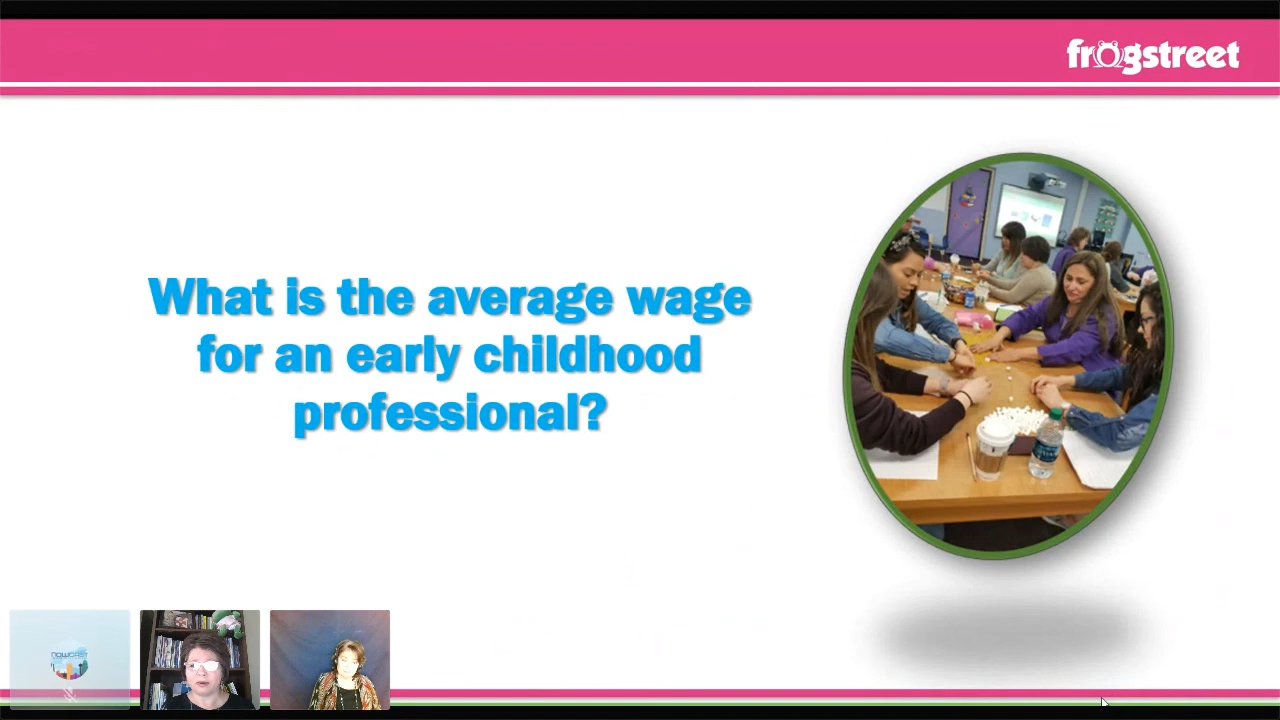 frogstreet
What is the average wage
for an early childhood
professional?